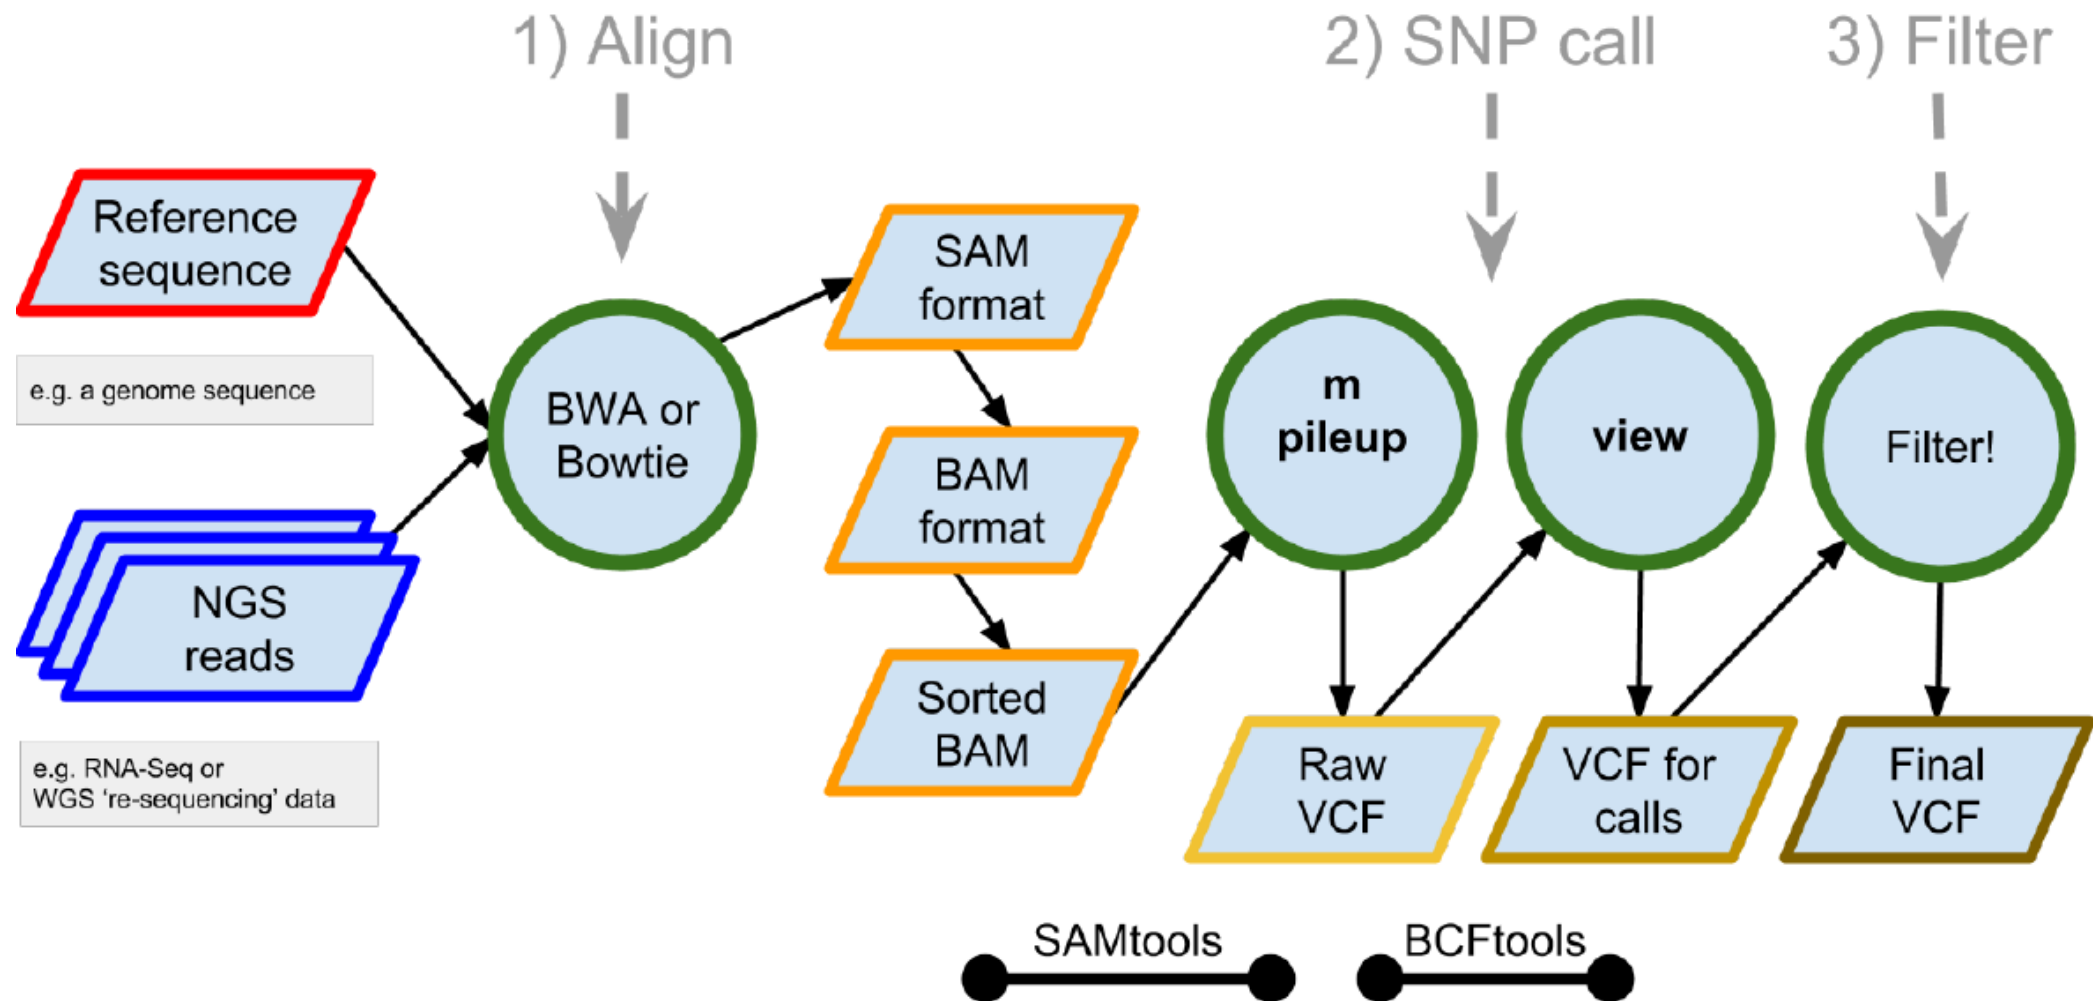 1) Align
2) SNP call
3) Filter
Reference
sequence
e.g. a genome sequence
NGS
reads
e.g. RNA-Seq or
WGS ‘re-sequencing’ data
BWA or
Bowtie
SAM
format
BAM
format
Sorted
BAM
m
pileup
view
Filter!
Raw
VCF
VCF for
calls
Final
VCF
SAMtools
BCFtools